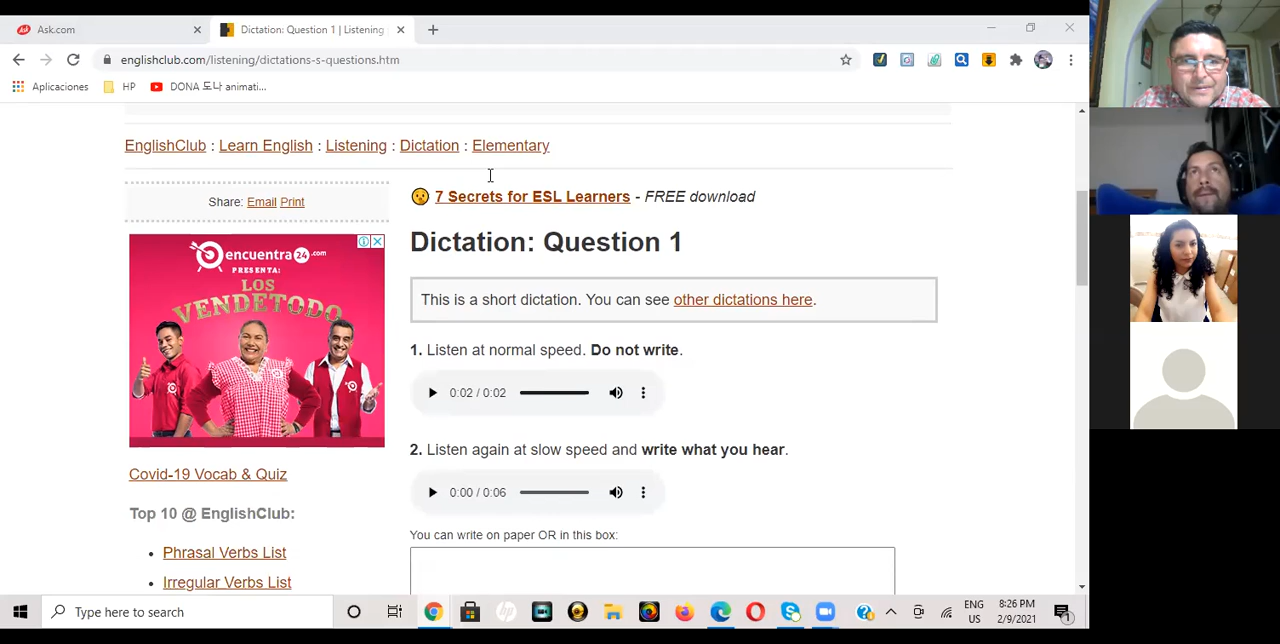 Ask.com
Dictation: Question 1 | Listening
englishclub.com/listening/dictations-s-questions.htm
Aplicaciones
HP
DONA 도나 animati...
EnglishClub : Learn English : Listening : Dictation : Elementary
Share: Email Print
7 Secrets for ESL Learners - FREE download
encuentra24.com
PRESENTA:
LOS
VENDETODO
Dictation: Question 1
This is a short dictation. You can see other dictations here.
1. Listen at normal speed. Do not write.
0:02 / 0:02
2. Listen again at slow speed and write what you hear.
0:00 / 0:06
You can write on paper OR in this box:
Covid-19 Vocab & Quiz
Top 10 @ EnglishClub:
• Phrasal Verbs List
• Irregular Verbs List
Type here to search
ENG
US
8:26 PM
2/9/2021
1